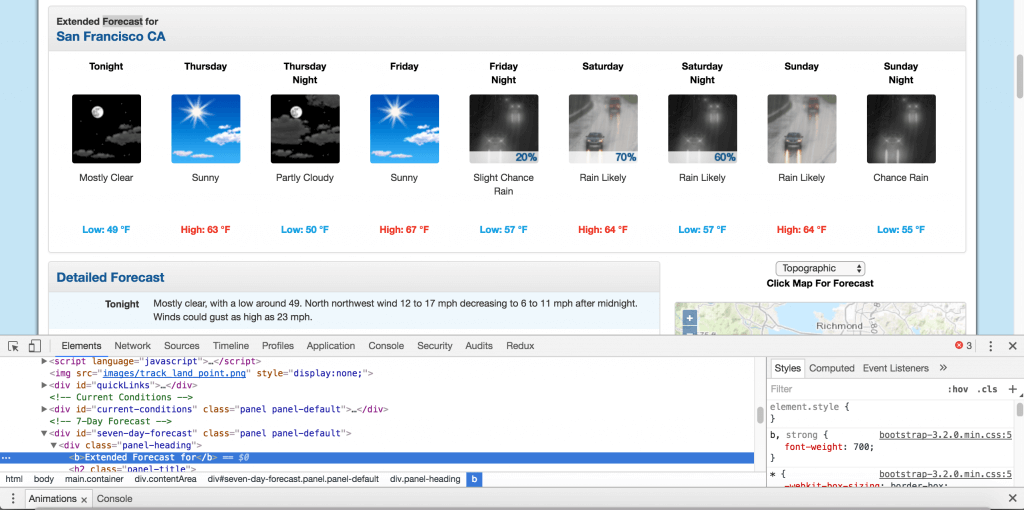 Extended Forecast for
San Francisco CA
Tonight
Thursday
Thursday
Night
Friday
Friday
Night
Saturday
Saturday
Night
Sunday
Sunday
Night
20%
70%
60%
Mostly Clear
Sunny
Partly Cloudy
Sunny
Slight Chance
Rain
Rain Likely
Rain Likely
Rain Likely
Chance Rain
Low: 49 °F
High: 63 °F
Low: 50 °F
High: 67 °F
Low: 57 °F
High: 64 °F
Low: 57 °F
High: 64 °F
Low: 55 °F
Detailed Forecast
Tonight
Mostly clear, with a low around 49. North northwest wind 12 to 17 mph decreasing to 6 to 11 mph after midnight.
Winds could gust as high as 23 mph.
Topographic
Click Map For Forecast
+
Richmond
Elements Network Sources Timeline Profiles Application Console Security Audits Redux
3
<script language="javascript">…</script>
<img src="images/track_land_point.png" style="display:none;">
<div id="quickLinks">…</div>
<!-- Current Conditions -->
<div id="current-conditions" class="panel panel-default">…</div>
<!-- 7-Day Forecast -->
<div id="seven-day-forecast" class="panel panel-default">
<div class="panel-heading">
… <b>Extended Forecast for</b> == $0
<h2 class="panel-title">
html body main.container div.contentArea div#seven-day-forecast.panel.panel-default div.panel-heading b
Styles Computed Event Listeners »
Filter :hov .cls +
element.style {
}
b, strong { bootstrap-3.2.0.min.css:5
font-weight: 700;
}
* { bootstrap-3.2.0.min.css:5
-webkit-box-sizing: border-box;
Animations × Console